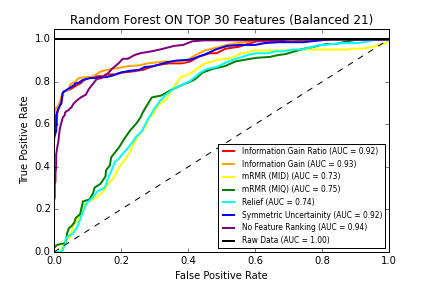 Random Forest ON TOP 30 Features (Balanced 21)
1.0
0.8
0.6
0.4
0.2
0.0
True Positive Rate
Information Gain Ratio (AUC = 0.92)
Information Gain (AUC = 0.93)
mRMR (MID) (AUC = 0.73)
mRMR (MIQ) (AUC = 0.75)
Relief (AUC = 0.74)
Symmetric Uncertainity (AUC = 0.92)
No Feature Ranking (AUC = 0.94)
Raw Data (AUC = 1.00)
0.0 0.2 0.4 0.6 0.8 1.0
False Positive Rate